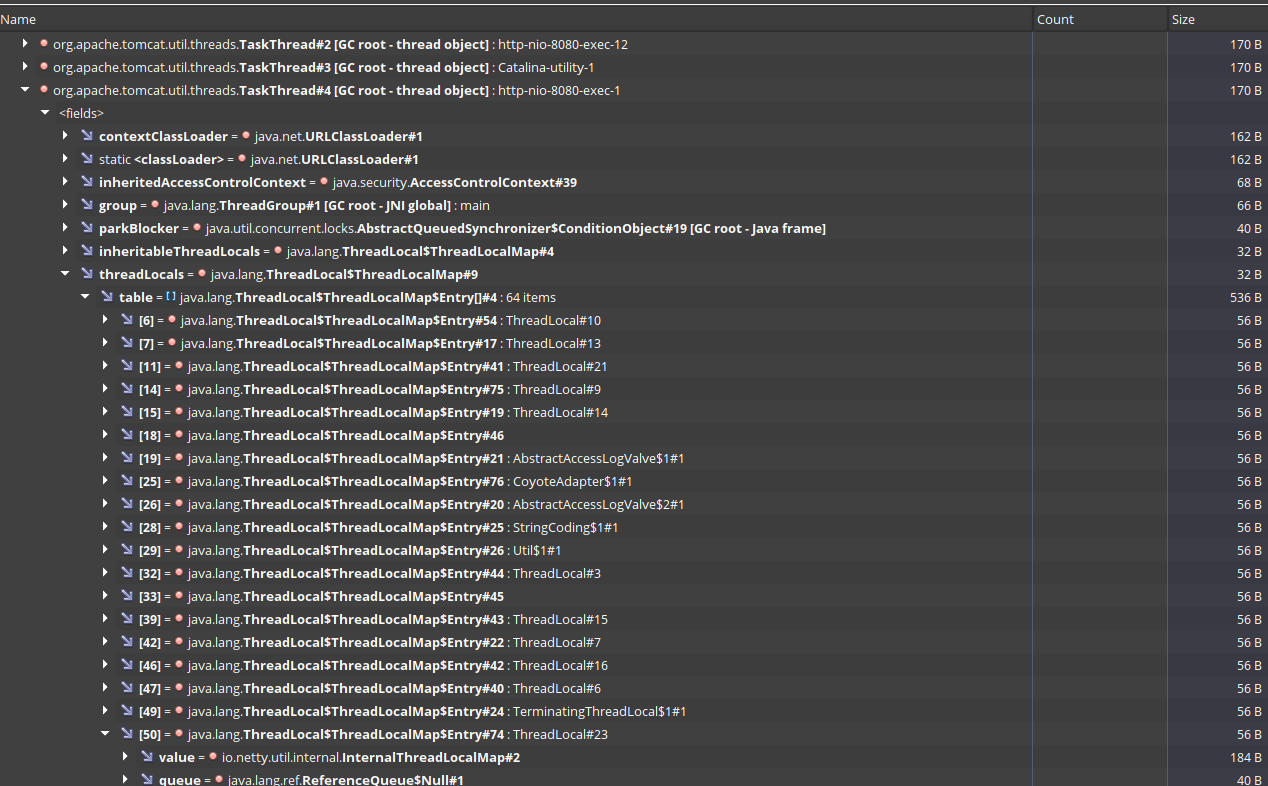 Name Count Size
org.apache.tomcat.util.threads.TaskThread#2 [GC root - thread object] : http-nio-8080-exec-12 170 B
org.apache.tomcat.util.threads.TaskThread#3 [GC root - thread object] : Catalina-utility-1 170 B
org.apache.tomcat.util.threads.TaskThread#4 [GC root - thread object] : http-nio-8080-exec-1 170 B
<fields>
contextClassLoader = java.net.URLClassLoader#1 162 B
static <classLoader> = java.net.URLClassLoader#1 162 B
inheritedAccessControlContext = java.security.AccessControlContext#39 68 B
group = java.lang.ThreadGroup#1 [GC root - JNI global] : main 66 B
parkBlocker = java.util.concurrent.locks.AbstractQueuedSynchronizer$ConditionObject#19 [GC root - Java frame] 40 B
inheritableThreadLocals = java.lang.ThreadLocal$ThreadLocalMap#4 32 B
threadLocals = java.lang.ThreadLocal$ThreadLocalMap#9 32 B
table = [] java.lang.ThreadLocal$ThreadLocalMap$Entry[]#4 : 64 items 536 B
[6] = java.lang.ThreadLocal$ThreadLocalMap$Entry#54 : ThreadLocal#10 56 B
[7] = java.lang.ThreadLocal$ThreadLocalMap$Entry#17 : ThreadLocal#13 56 B
[11] = java.lang.ThreadLocal$ThreadLocalMap$Entry#41 : ThreadLocal#21 56 B
[14] = java.lang.ThreadLocal$ThreadLocalMap$Entry#75 : ThreadLocal#9 56 B
[15] = java.lang.ThreadLocal$ThreadLocalMap$Entry#19 : ThreadLocal#14 56 B
[18] = java.lang.ThreadLocal$ThreadLocalMap$Entry#46 56 B
[19] = java.lang.ThreadLocal$ThreadLocalMap$Entry#21 : AbstractAccessLogValve$1#1 56 B
[25] = java.lang.ThreadLocal$ThreadLocalMap$Entry#76 : CoyoteAdapter$1#1 56 B
[26] = java.lang.ThreadLocal$ThreadLocalMap$Entry#20 : AbstractAccessLogValve$2#1 56 B
[28] = java.lang.ThreadLocal$ThreadLocalMap$Entry#25 : StringCoding$1#1 56 B
[29] = java.lang.ThreadLocal$ThreadLocalMap$Entry#26 : Util$1#1 56 B
[32] = java.lang.ThreadLocal$ThreadLocalMap$Entry#44 : ThreadLocal#3 56 B
[33] = java.lang.ThreadLocal$ThreadLocalMap$Entry#45 56 B
[39] = java.lang.ThreadLocal$ThreadLocalMap$Entry#43 : ThreadLocal#15 56 B
[42] = java.lang.ThreadLocal$ThreadLocalMap$Entry#22 : ThreadLocal#7 56 B
[46] = java.lang.ThreadLocal$ThreadLocalMap$Entry#42 : ThreadLocal#16 56 B
[47] = java.lang.ThreadLocal$ThreadLocalMap$Entry#40 : ThreadLocal#6 56 B
[49] = java.lang.ThreadLocal$ThreadLocalMap$Entry#24 : TerminatingThreadLocal$1#1 56 B
[50] = java.lang.ThreadLocal$ThreadLocalMap$Entry#74 : ThreadLocal#23 56 B
value = io.netty.util.internal.InternalThreadLocalMap#2 184 B
queue = java.lang.ref.ReferenceQueue$Null#1 40 B